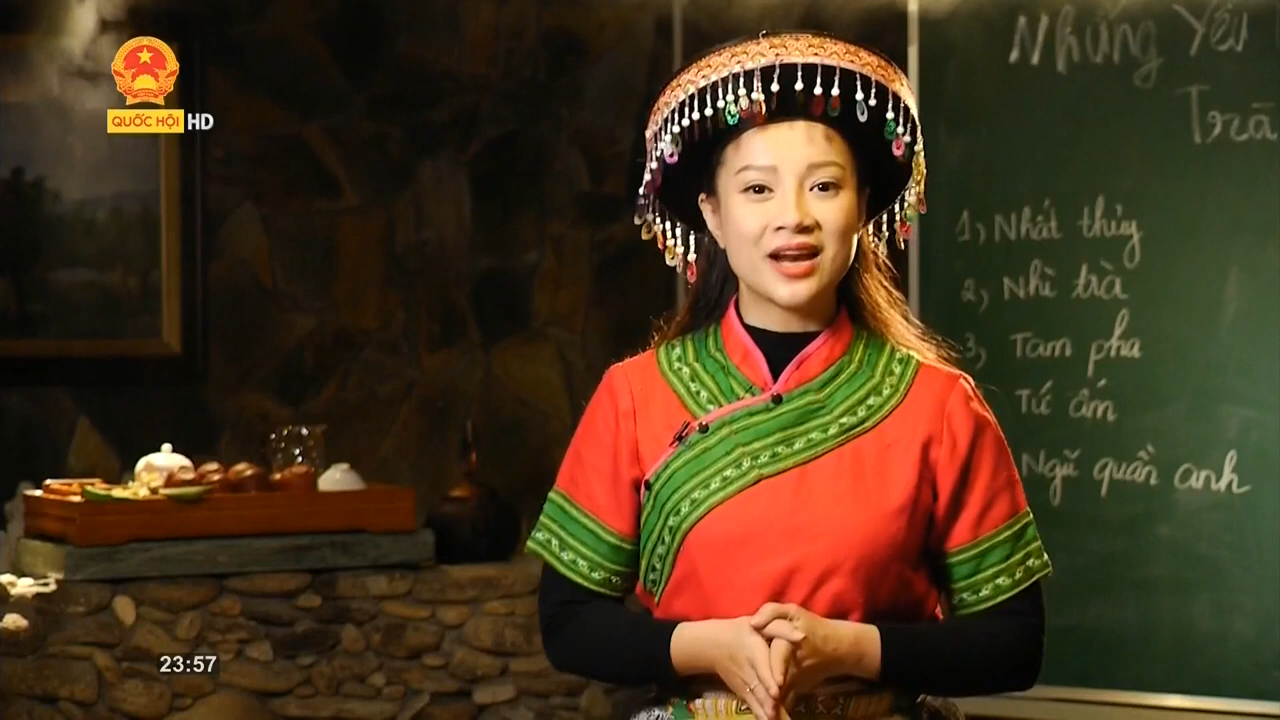 QUỐC HỘI HD
Những Yếu
Trà
1, Nhất thủy
2, Nhì trà
3, Tam pha
Tứ ấm
Ngũ quần anh
23:57